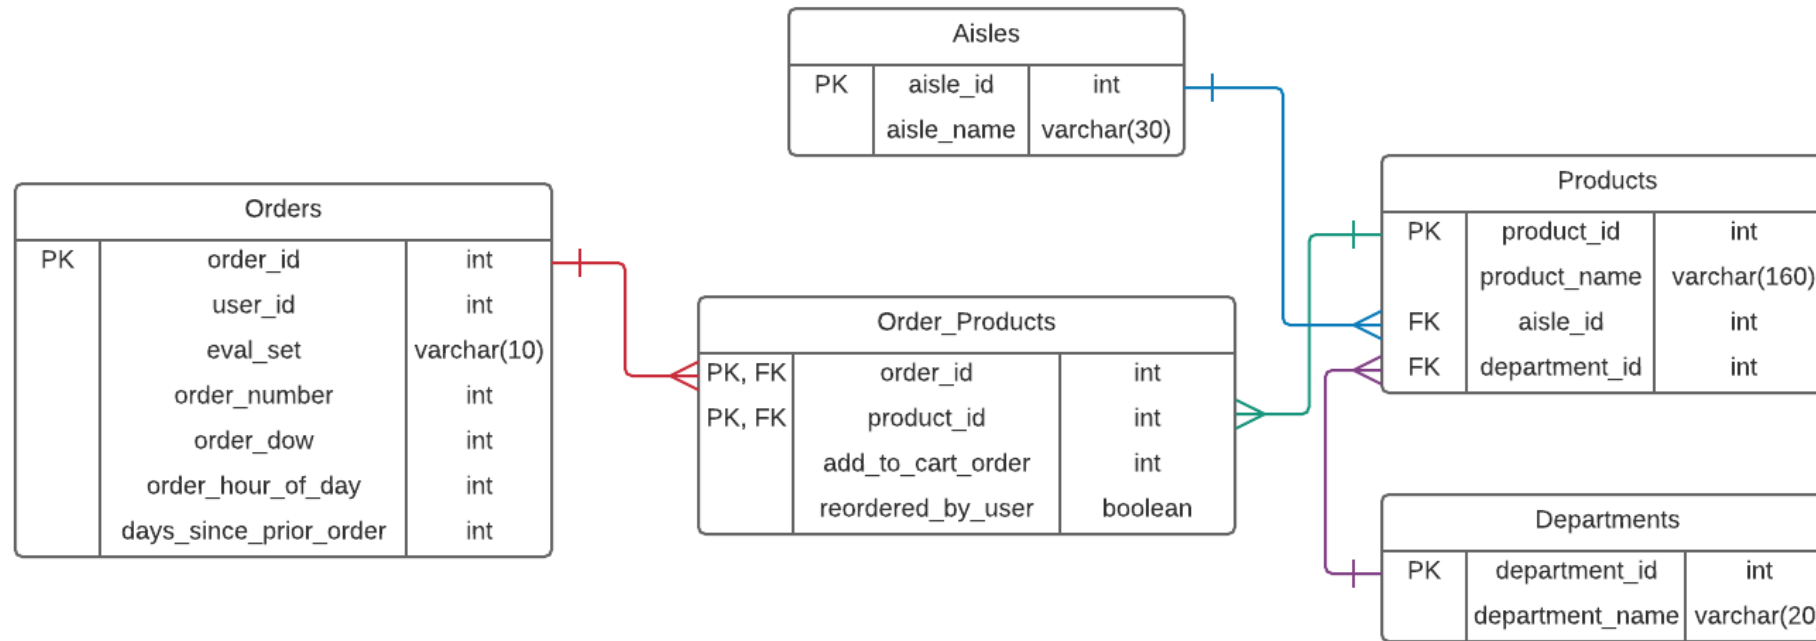 Aisles
PK aisle_id int
aisle_name varchar(30)
Orders
PK order_id int
user_id int
eval_set varchar(10)
order_number int
order_dow int
order_hour_of_day int
days_since_prior_order int
Order_Products
PK, FK order_id int
PK, FK product_id int
add_to_cart_order int
reordered_by_user boolean
Products
PK product_id int
product_name varchar(160)
FK aisle_id int
FK department_id int
Departments
PK department_id int
department_name varchar(20